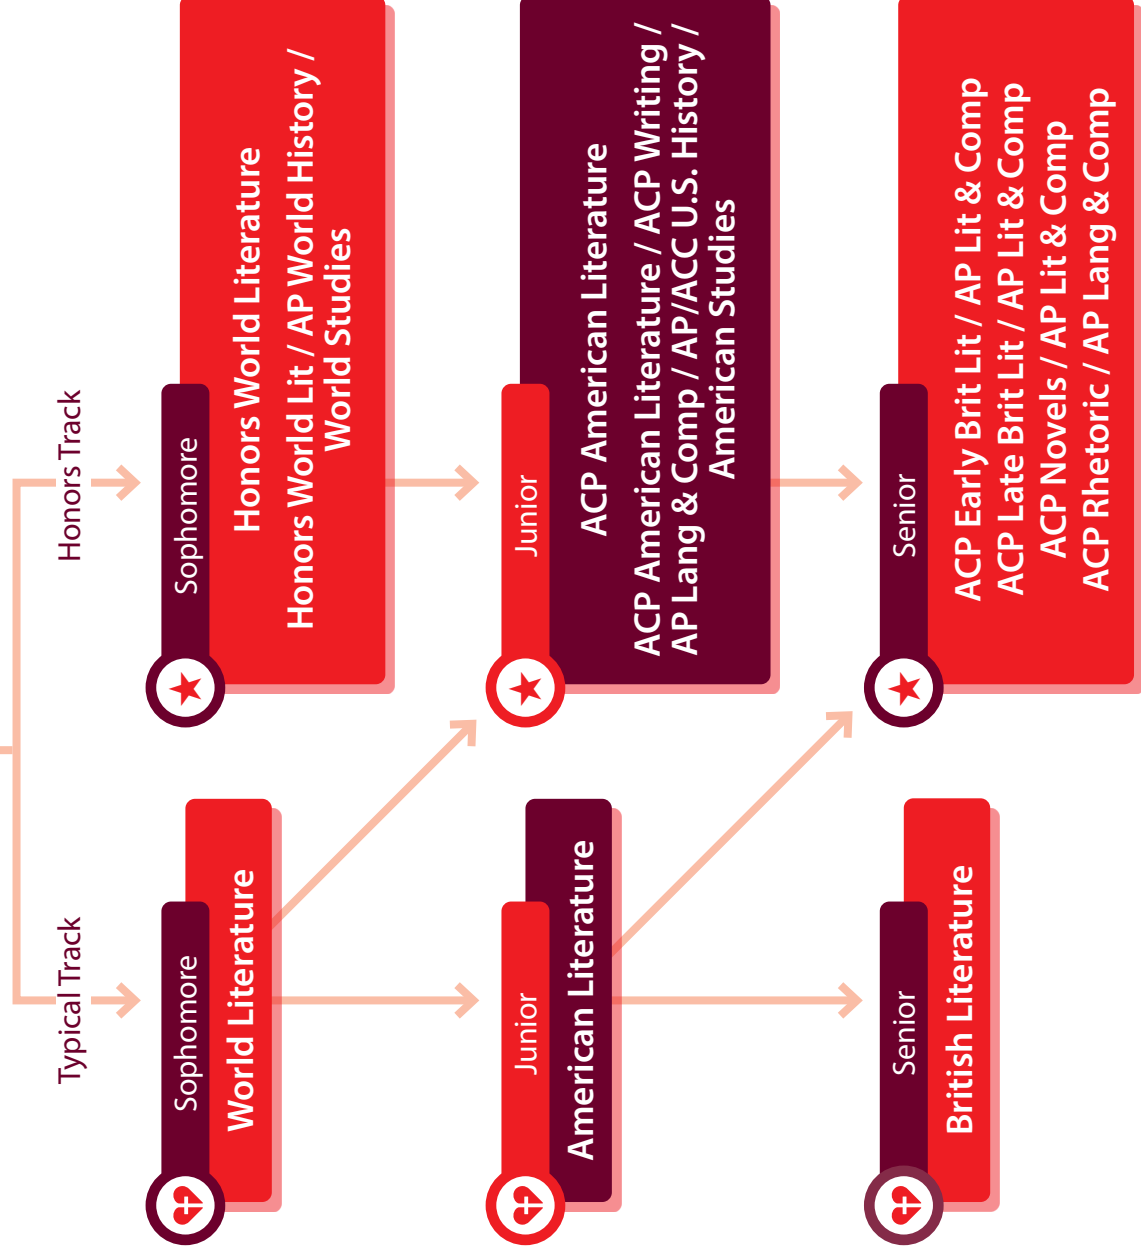 Typical Track
Sophomore
World Literature
Junior
American Literature
Senior
British Literature
Honors Track
Sophomore
Honors World Literature
Honors World Lit / AP World History /
World Studies
Junior
ACP American Literature
ACP American Literature / ACP Writing /
AP Lang & Comp / AP/ACC U.S. History /
American Studies
Senior
ACP Early Brit Lit / AP Lit & Comp
ACP Late Brit Lit / AP Lit & Comp
ACP Novels / AP Lit & Comp
ACP Rhetoric / AP Lang & Comp